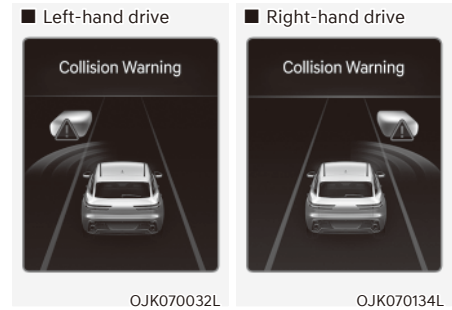 ■ Left-hand drive
Collision Warning
OJK070032L
■ Right-hand drive
Collision Warning
OJK070134L